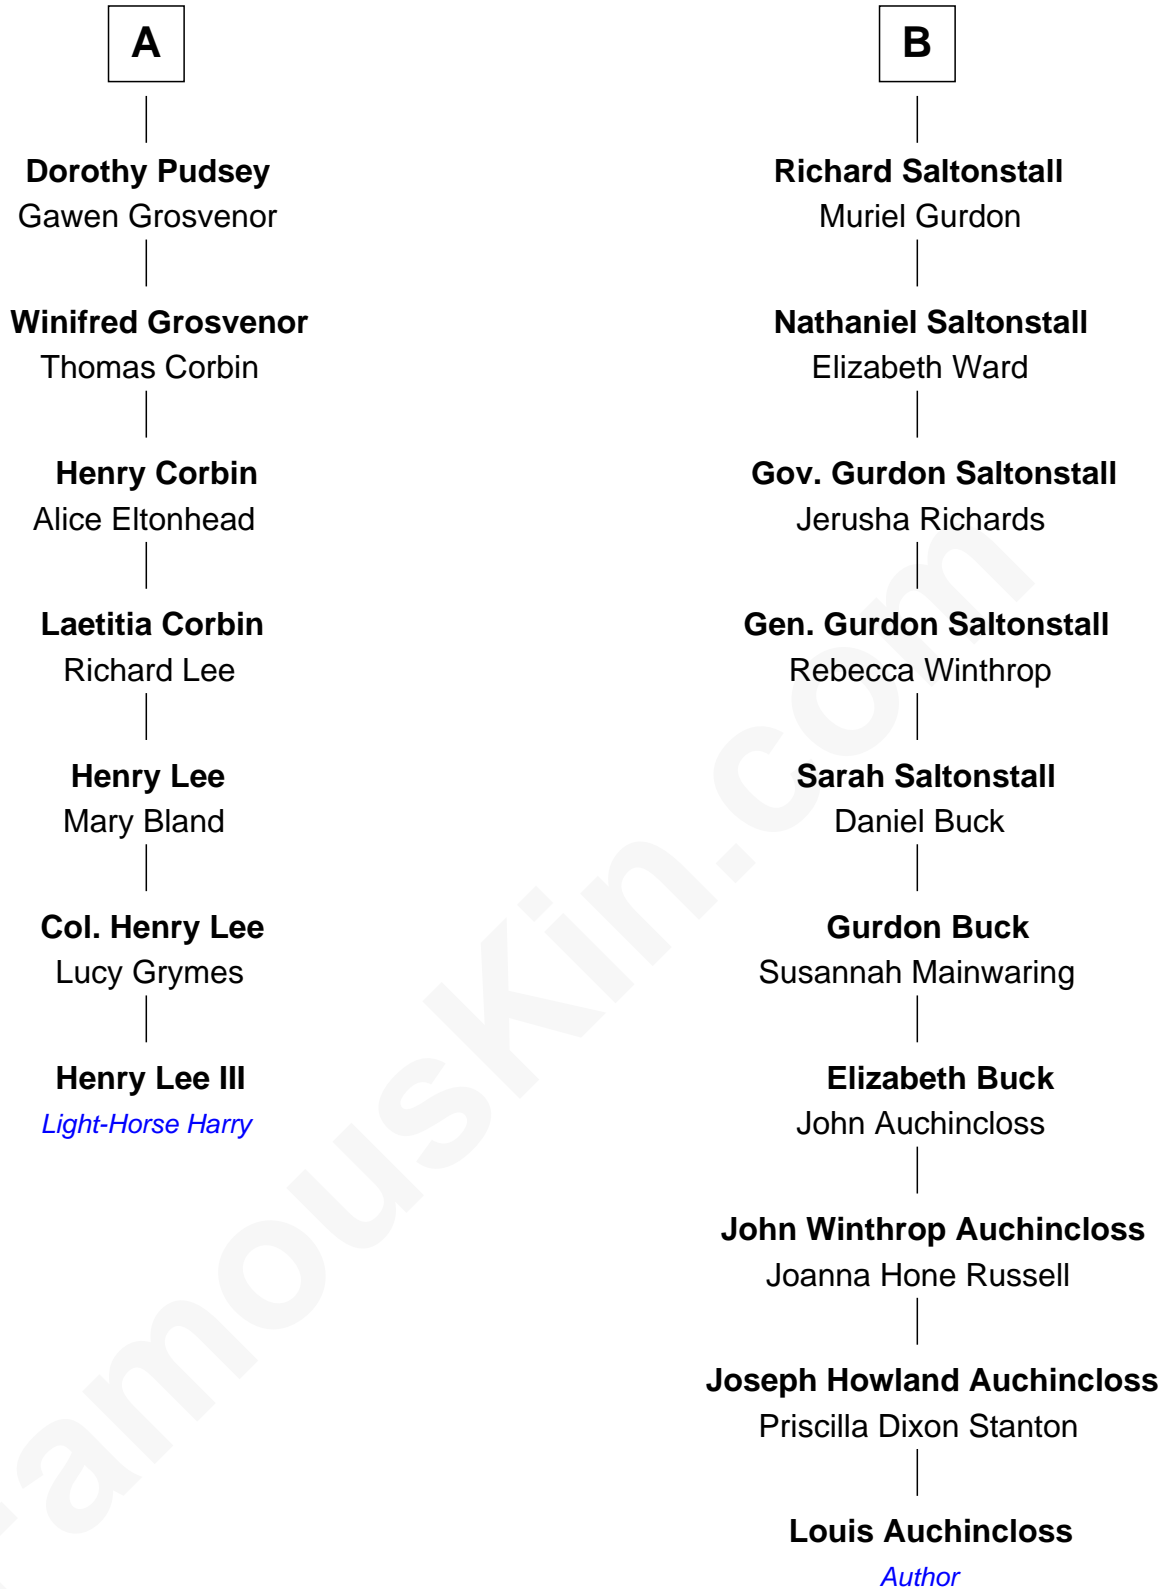 A
Dorothy Pudsey
Gawen Grosvenor
Winifred Grosvenor
Thomas Corbin
Henry Corbin
Alice Eltonhead
Laetitia Corbin
Richard Lee
Henry Lee
Mary Bland
Col. Henry Lee
Lucy Grymes
Henry Lee III
Light-Horse Harry
B
Richard Saltonstall
Muriel Gurdon
Nathaniel Saltonstall
Elizabeth Ward
Gov. Gurdon Saltonstall
Jerusha Richards
Gen. Gurdon Saltonstall
Rebecca Winthrop
Sarah Saltonstall
Daniel Buck
Gurdon Buck
Susannah Mainwaring
Elizabeth Buck
John Auchincloss
John Winthrop Auchincloss
Joanna Hone Russell
Joseph Howland Auchincloss
Priscilla Dixon Stanton
Louis Auchincloss
Author
FamousKin.com